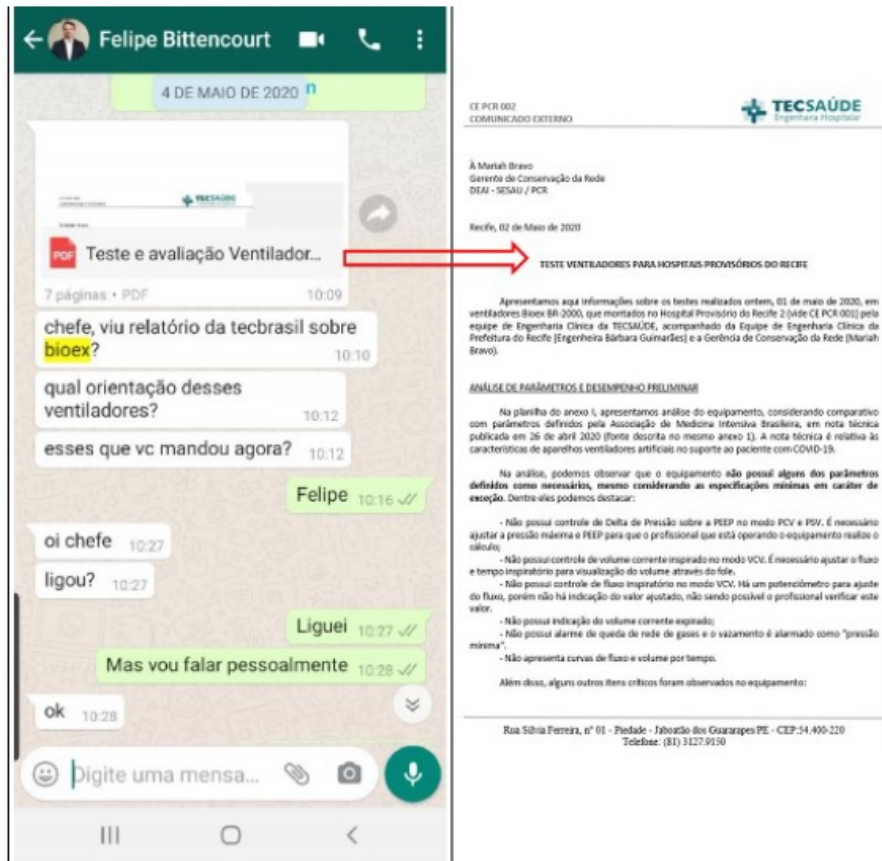 Felipe Bittencourt
4 DE MAIO DE 2020
n
TECSAÚDE
PDF
Teste e avaliação Ventilador...
7 páginas • PDF
10:09
chefe, viu relatório da tecbrasil sobre
bioex?
10:10
qual orientação desses
ventiladores?
10:12
esses que vc mandou agora?
10:12
Felipe
10:16
oi chefe
10:27
ligou?
10:27
Liguei
10:27
Mas vou falar pessoalmente
10:28
ok
10:28
Digite uma mensa...
CE PCR 002
COMUNICADO EXTERNO
TECSAÚDE
Engenharia Hospitalar
À Mariah Bravo
Gerente de Conservação da Rede
DEAI - SESAU / PCR
Recife, 02 de Maio de 2020
TESTE VENTILADORES PARA HOSPITAIS PROVISÓRIOS DO RECIFE
Apresentamos aqui informações sobre os testes realizados ontem, 01 de maio de 2020, em
ventiladores Bioex BR-2000, que montados no Hospital Provisório do Recife 2 (vide CE PCR 001) pela
equipe de Engenharia Clínica da TECSAÚDE, acompanhado da Equipe de Engenharia Clínica da
Prefeitura do Recife (Engenheira Bárbara Guimarães) e a Gerência de Conservação da Rede (Mariah
Bravo).
ANÁLISE DE PARÂMETROS E DESEMPENHO PRELIMINAR
Na planilha do anexo I, apresentamos análise do equipamento, considerando comparativo
com parâmetros definidos pela Associação de Medicina Intensiva Brasileira, em nota técnica
publicada em 26 de abril 2020 (fonte descrita no mesmo anexo 1). A nota técnica é relativa às
características de aparelhos ventiladores artificiais no suporte ao paciente com COVID-19.
Na análise, podemos observar que o equipamento não possui alguns dos parâmetros
definidos como necessários, mesmo considerando as especificações mínimas em caráter de
exceção. Dentre eles podemos destacar:
- Não possui controle de Delta de Pressão sobre a PEEP no modo PCV e PSV. É necessário
ajustar a pressão máxima e PEEP para que o profissional que está operando o equipamento realize o
cálculo;
- Não possui controle de volume corrente inspirado no modo VCV. É necessário ajustar o fluxo
e tempo inspiratório para visualização do volume através do fole.
- Não possui controle de fluxo inspiratório no modo VCV. Há um potenciômetro para ajuste
do fluxo, porém não há indicação do valor ajustado, não sendo possível o profissional verificar este
valor.
- Não possui indicação do volume corrente expirado;
- Não possui alarme de queda de rede de gases e o vazamento é alarmado como "pressão
mínima".
- Não apresenta curvas de fluxo e volume por tempo.
Além disso, alguns outros itens críticos foram observados no equipamento:
Rua Silvia Ferreira, nº 01 - Piedade - Jaboatão dos Guararapes PE - CEP:54.400-220
Telefone: (81) 3127.9150